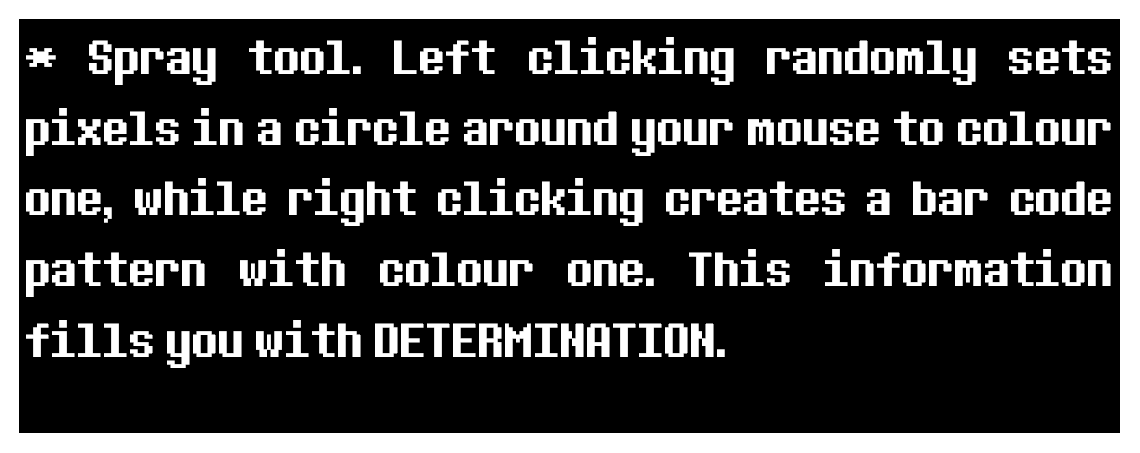 * Spray tool. Left clicking randomly sets
pixels in a circle around your mouse to colour
one, while right clicking creates a bar code
pattern with colour one. This information
fills you with DETERMINATION.